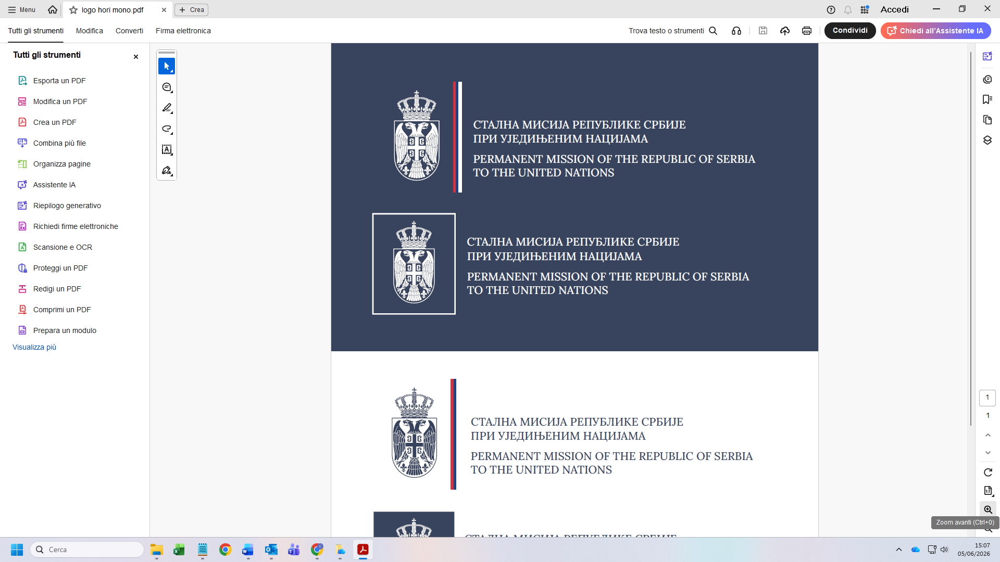 Menu
logo hori mono.pdf
Crea
Accedi
Tutti gli strumenti
Modifica
Converti
Firma elettronica
Trova testo o strumenti
Condividi
Chiedi all'Assistente IA
Tutti gli strumenti
Esporta un PDF
Modifica un PDF
Crea un PDF
Combina più file
Organizza pagine
Assistente IA
Riepilogo generativo
Richiedi firme elettroniche
Scansione e OCR
Proteggi un PDF
Redigi un PDF
Comprimi un PDF
Prepara un modulo
Visualizza più
СТАЛНА МИСИЈА РЕПУБЛИКЕ СРБИЈЕ
ПРИ УЈЕДИЊЕНИМ НАЦИЈАМА
PERMANENT MISSION OF THE REPUBLIC OF SERBIA
TO THE UNITED NATIONS
СТАЛНА МИСИЈА РЕПУБЛИКЕ СРБИЈЕ
ПРИ УЈЕДИЊЕНИМ НАЦИЈАМА
PERMANENT MISSION OF THE REPUBLIC OF SERBIA
TO THE UNITED NATIONS
СТАЛНА МИСИЈА РЕПУБЛИКЕ СРБИЈЕ
ПРИ УЈЕДИЊЕНИМ НАЦИЈАМА
PERMANENT MISSION OF THE REPUBLIC OF SERBIA
TO THE UNITED NATIONS
СТАЛНА МИСИЈА РЕПУБЛИКЕ СРБИЈЕ
1
1
Zoom avanti (Ctrl+0)
Cerca
15:07
05/06/2026